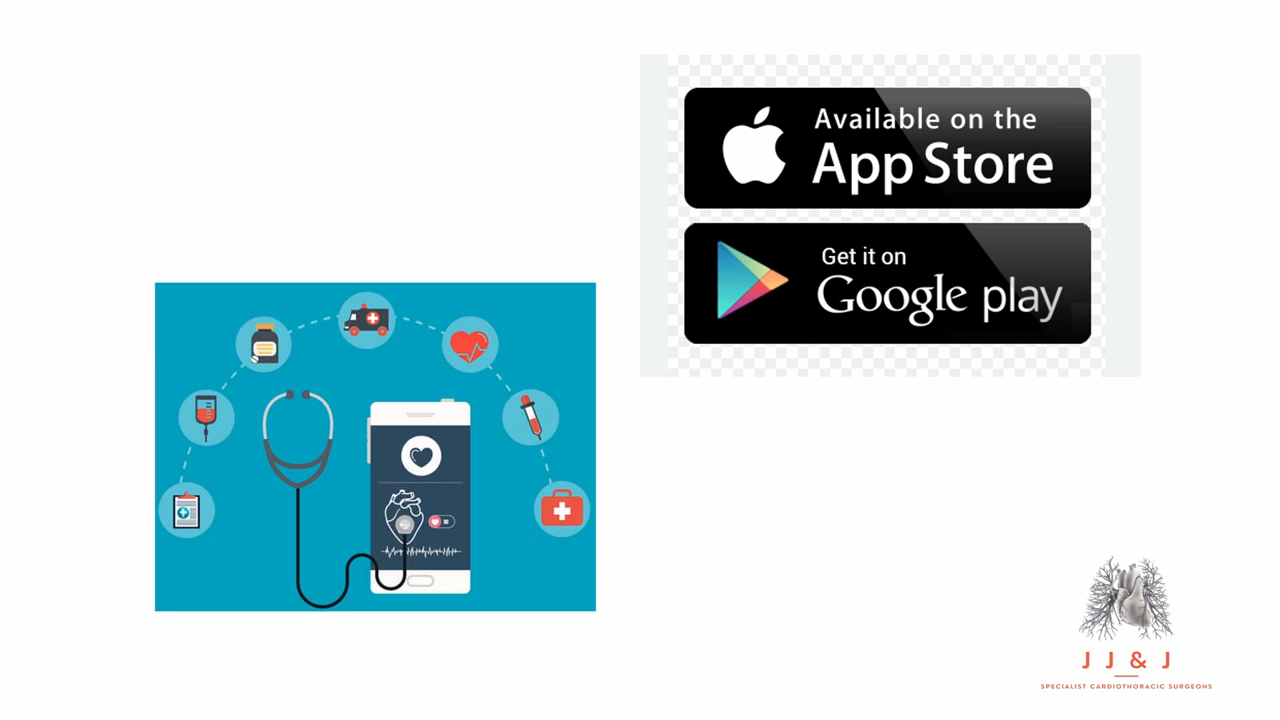 Available on the
App Store
Get it on
Google play
J J & J
SPECIALIST CARDIOTHORACIC SURGEONS